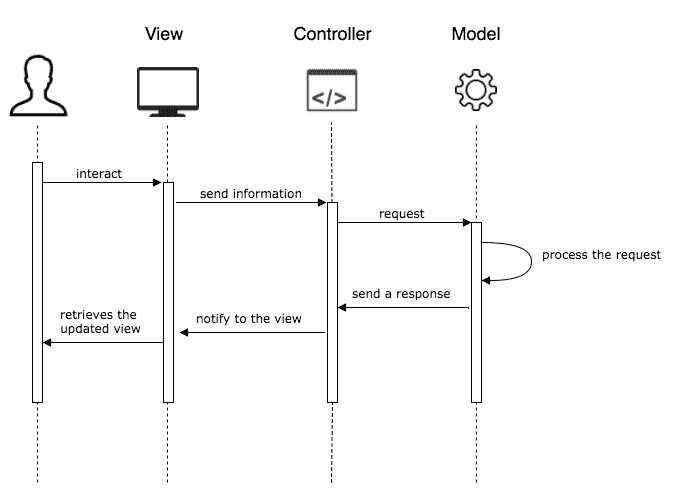 View
Controller
Model
</>
interact
send information
request
process the request
send a response
notify to the view
retrieves the
updated view